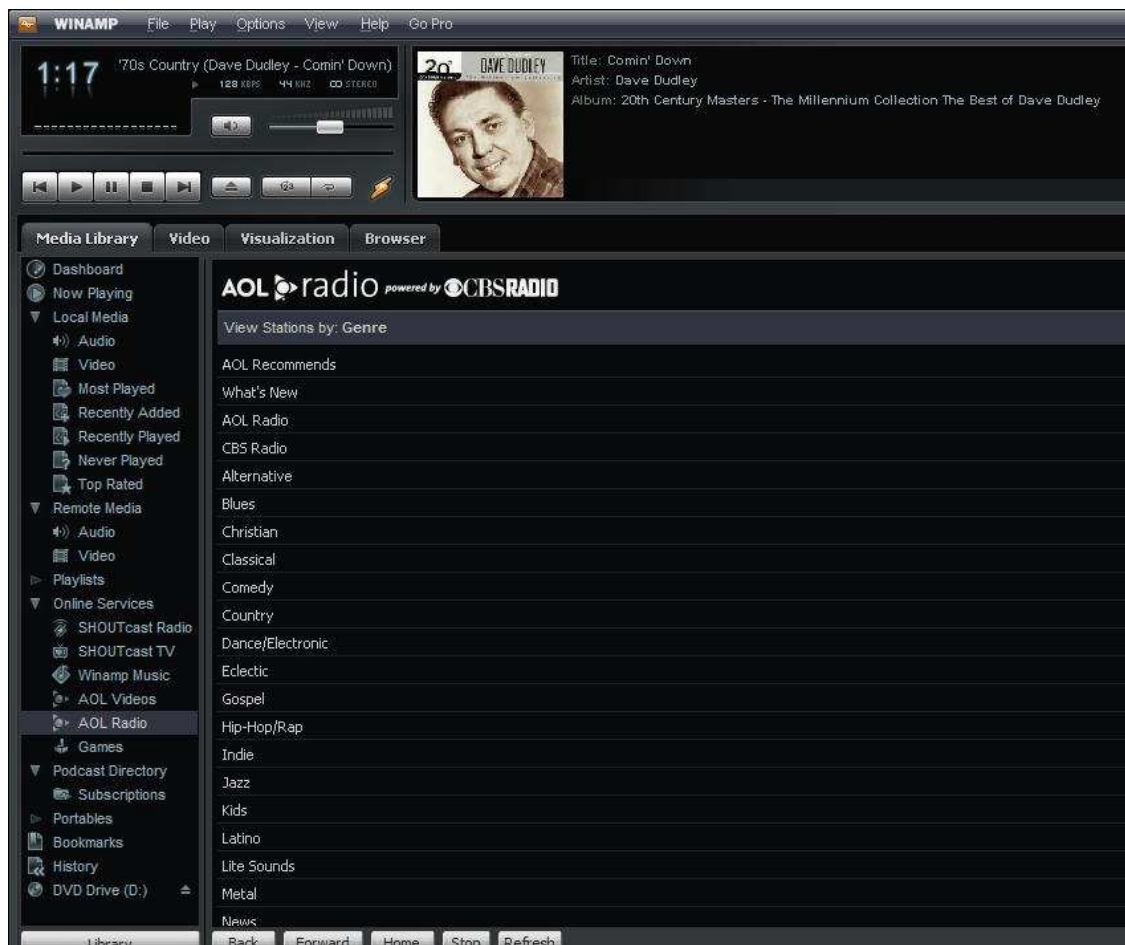 WINAMP File Play Options View Help Go Pro
1:17
'70s Country (Dave Dudley - Comin' Down)
128 KBPS 44 KHZ STEREO
20th DAVE DUDLEY
Title: Comin' Down
Artist: Dave Dudley
Album: 20th Century Masters - The Millennium Collection The Best of Dave Dudley
Media Library Video Visualization Browser
Dashboard
Now Playing
Local Media
Audio
Video
Most Played
Recently Added
Recently Played
Never Played
Top Rated
Remote Media
Audio
Video
Playlists
Online Services
SHOUTcast Radio
SHOUTcast TV
Winamp Music
AOL Videos
AOL Radio
Games
Podcast Directory
Subscriptions
Portables
Bookmarks
History
DVD Drive (D:)
Library
AOL radio powered by CBS RADIO
View Stations by: Genre
AOL Recommends
What's New
AOL Radio
CBS Radio
Alternative
Blues
Christian
Classical
Comedy
Country
Dance/Electronic
Eclectic
Gospel
Hip-Hop/Rap
Indie
Jazz
Kids
Latino
Lite Sounds
Metal
News
Back Forward Home Stop Refresh